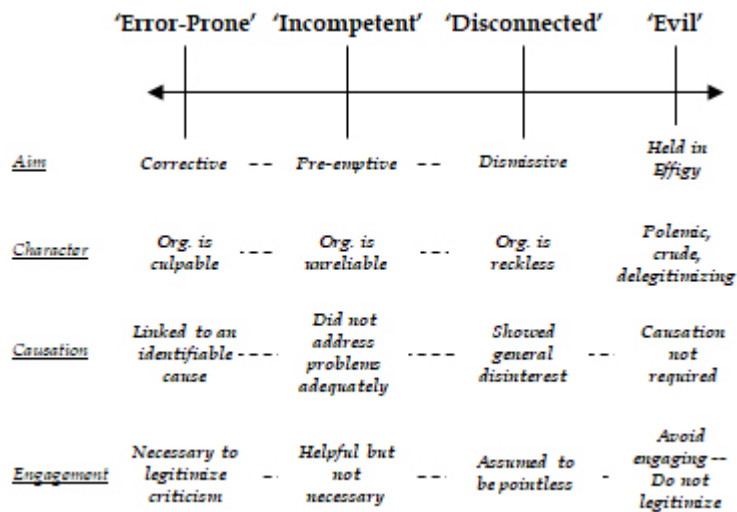 'Error-Prone' 'Incompetent' 'Disconnected' 'Evil'
Aim
Corrective -- Pre-emptive -- Dismissive
Held in
Effigy
Character
Org. is
culpable
---
Org. is
unreliable
---
Org. is
reckless
Polemic,
crude,
delegitimizing
Causation
Linked to an
identifiable
cause
---
Did not
address
problems
adequately
---
Showed
general
disinterest
--
Causation
not
required
Engagement
Necessary to
legitimize
criticism
--
Helpful but
not
necessary
--
Assumed to
be pointless
-
Avoid
engaging --
Do not
legitimize